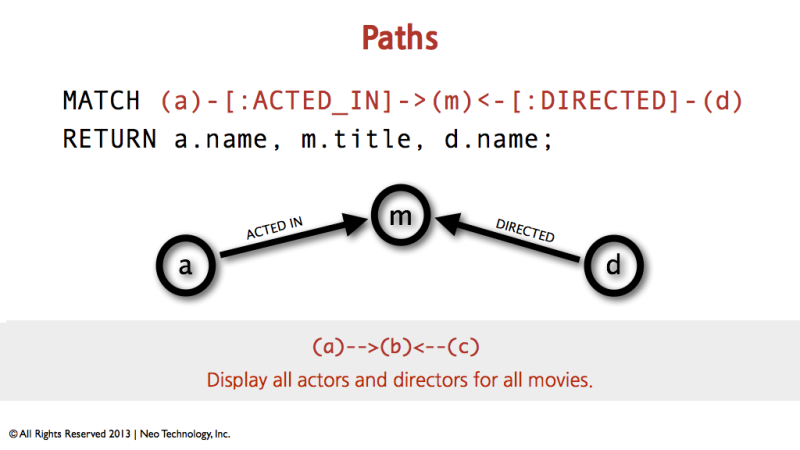 Paths
MATCH (a)-[:ACTED_IN]->(m)<-[:DIRECTED]-(d)
RETURN a.name, m.title, d.name;
m
ACTED IN
DIRECTED
a
d
(a)-->(b)<--(c)
Display all actors and directors for all movies.
© All Rights Reserved 2013 | Neo Technology, Inc.